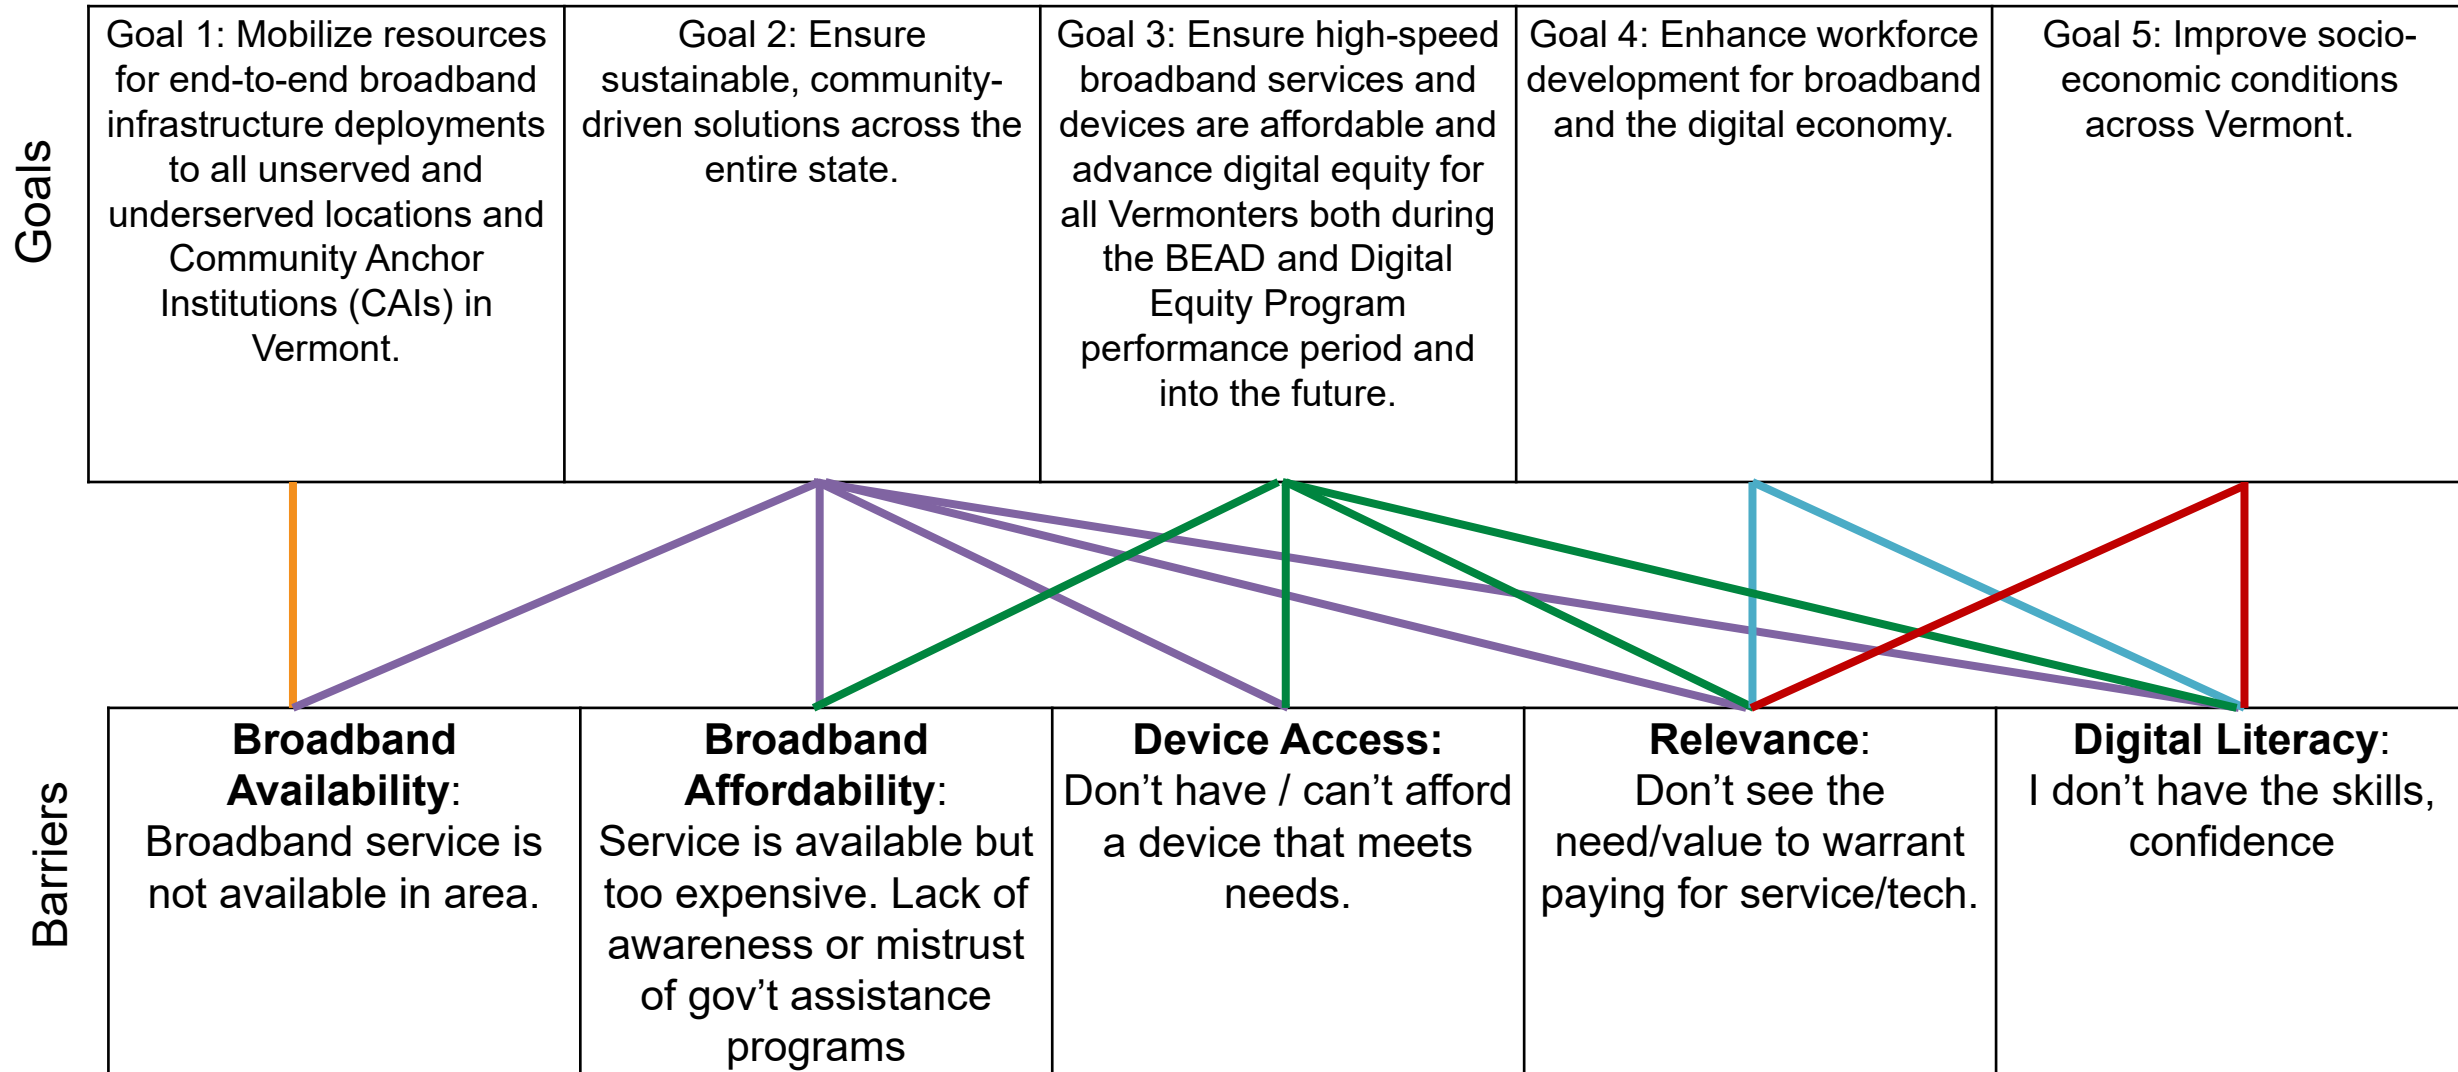 Goals
Goal 1: Mobilize resources
for end-to-end broadband
infrastructure deployments
to all unserved and
underserved locations and
Community Anchor
Institutions (CAIs) in
Vermont.
Goal 2: Ensure
sustainable, community-
driven solutions across the
entire state.
Goal 3: Ensure high-speed
broadband services and
devices are affordable and
advance digital equity for
all Vermonters both during
the BEAD and Digital
Equity Program
performance period and
into the future.
Goal 4: Enhance workforce
development for broadband
and the digital economy.
Goal 5: Improve socio-
economic conditions
across Vermont.
Barriers
Broadband
Availability:
Broadband service is
not available in area.
Broadband
Affordability:
Service is available but
too expensive. Lack of
awareness or mistrust
of gov’t assistance
programs
Device Access:
Don’t have / can’t afford
a device that meets
needs.
Relevance:
Don’t see the
need/value to warrant
paying for service/tech.
Digital Literacy:
I don’t have the skills,
confidence